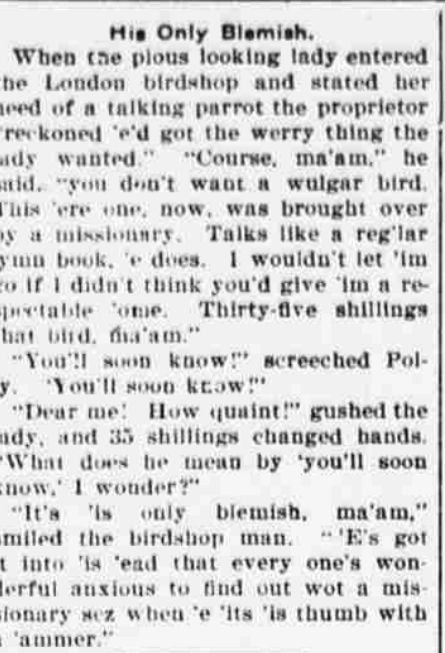 His Only Blemish.
When the pious looking lady entered
the London birdshop and stated her
need of a talking parrot the proprietor
"reckoned 'e'd got the werry thing the
lady wanted." "Course, ma'am," he
said, "you don't want a wulgar bird.
This 'ere one, now, was brought over
by a missionary. Talks like a reg'lar
'ymn book, 'e does. I wouldn't let 'im
go if I didn't think you'd give 'im a re-
spectable 'ome. Thirty-five shillings
that bird, ma'am."
"You'll soon know!" screeched Pol-
ly. "You'll soon know!"
"Dear me! How quaint!" gushed the
lady, and 35 shillings changed hands.
"What does he mean by 'you'll soon
know,' I wonder?"
"It's 'is only blemish, ma'am,"
smiled the birdshop man. "'E's got
it into 'is 'ead that every one's won-
derful anxious to find out wot a mis-
sionary sez when 'e 'its 'is thumb with
a 'ammer."